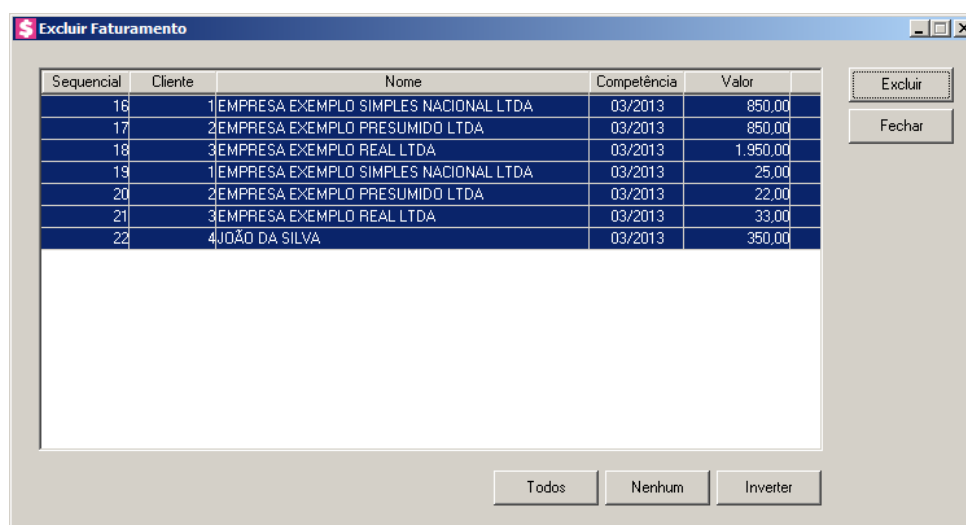 Excluir Faturamento
Sequencial Cliente Nome Competência Valor
16 1 EMPRESA EXEMPLO SIMPLES NACIONAL LTDA 03/2013 850,00
17 2 EMPRESA EXEMPLO PRESUMIDO LTDA 03/2013 850,00
18 3 EMPRESA EXEMPLO REAL LTDA 03/2013 1.950,00
19 1 EMPRESA EXEMPLO SIMPLES NACIONAL LTDA 03/2013 25,00
20 2 EMPRESA EXEMPLO PRESUMIDO LTDA 03/2013 22,00
21 3 EMPRESA EXEMPLO REAL LTDA 03/2013 33,00
22 4 JOÃO DA SILVA 03/2013 350,00
Excluir
Fechar
Todos Nenhum Inverter